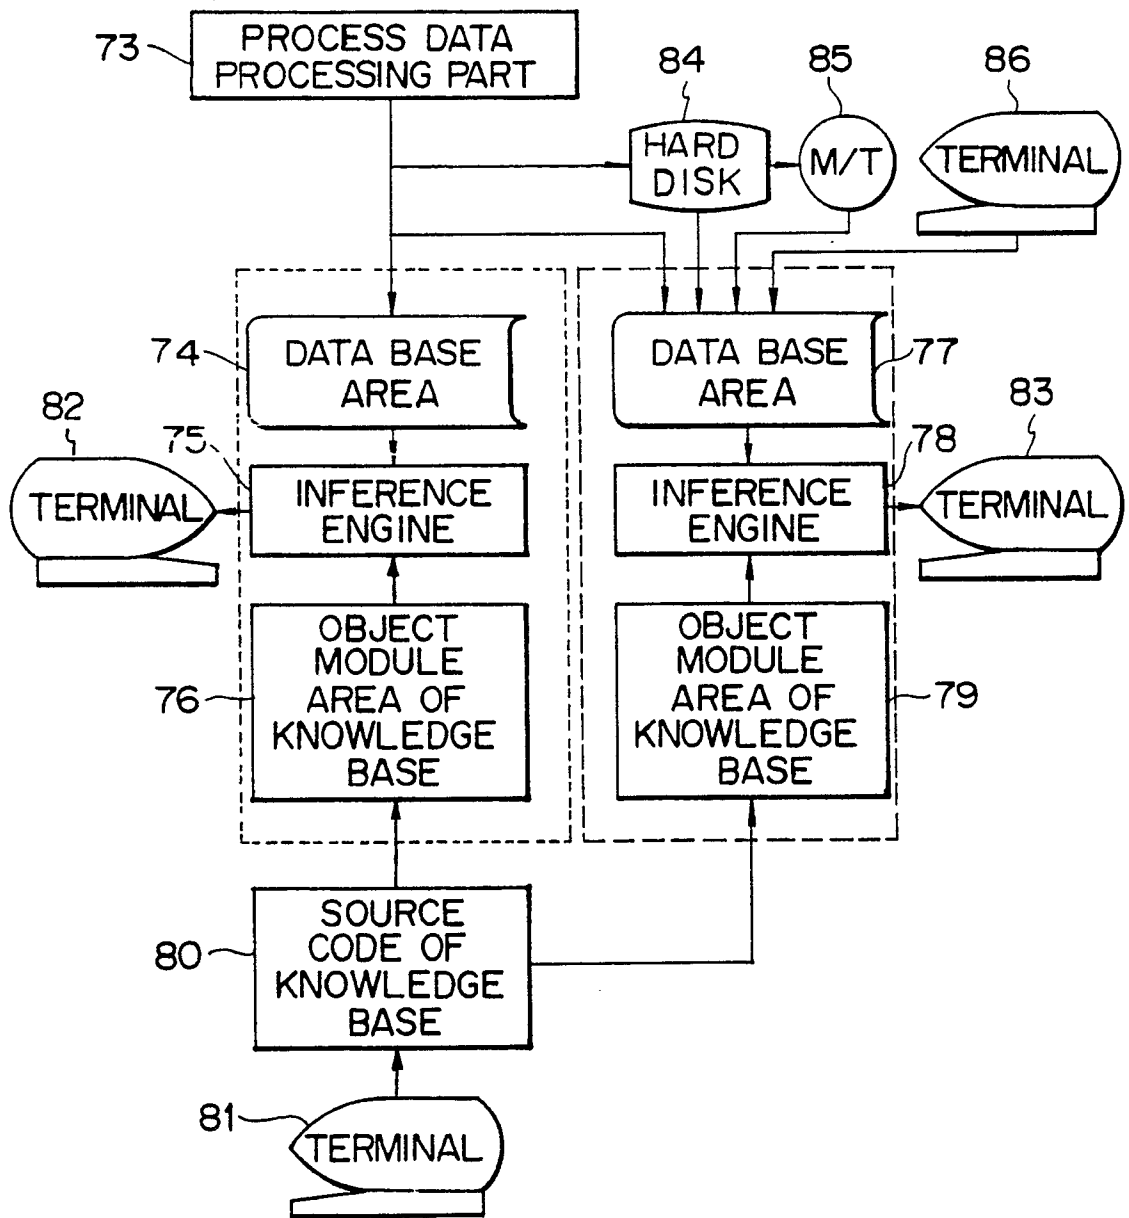 73
PROCESS DATA
PROCESSING PART
84
85
86
HARD
DISK
M/T
TERMINAL
74
DATA BASE
AREA
DATA BASE
AREA
77
82
TERMINAL
75
INFERENCE
ENGINE
INFERENCE
ENGINE
78
83
TERMINAL
76
OBJECT
MODULE
AREA OF
KNOWLEDGE
BASE
OBJECT
MODULE
AREA OF
KNOWLEDGE
BASE
79
80
SOURCE
CODE OF
KNOWLEDGE
BASE
81
TERMINAL